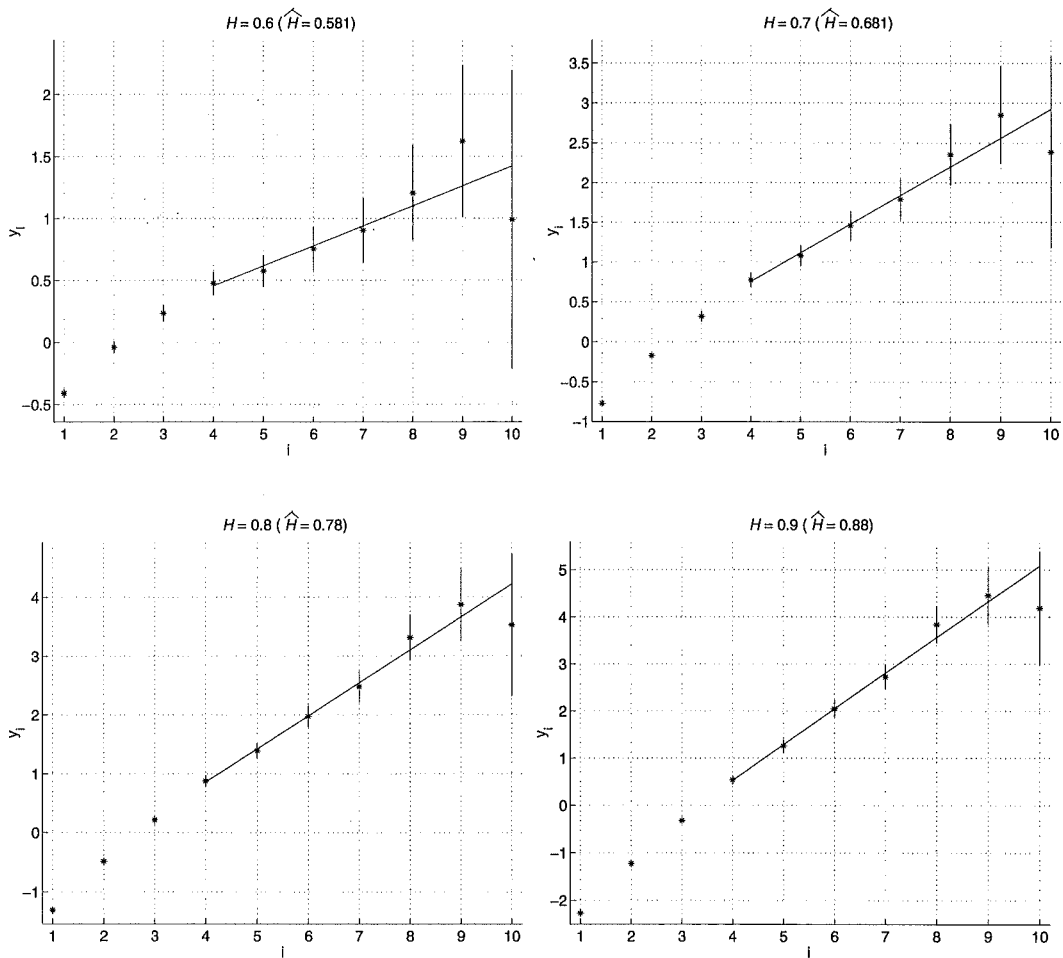 H = 0.6 ( Ĥ = 0.581)
2
1.5
1
0.5
0
−0.5
y_i
1 2 3 4 5 6 7 8 9 10
i
H = 0.7 ( Ĥ = 0.681)
3.5
3
2.5
2
1.5
1
0.5
0
−0.5
−1
y_i
1 2 3 4 5 6 7 8 9 10
i
H = 0.8 ( Ĥ = 0.78)
4
3
2
1
0
−1
y_i
1 2 3 4 5 6 7 8 9 10
i
H = 0.9 ( Ĥ = 0.88)
5
4
3
2
1
0
−1
−2
y_i
1 2 3 4 5 6 7 8 9 10
i